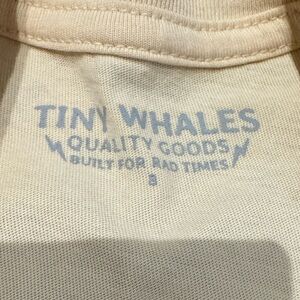 TINY WHALES
QUALITY GOODS
BUILT FOR RAD TIMES